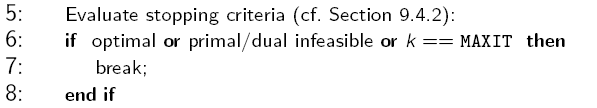 5: Evaluate stopping criteria (cf. Section 9.4.2):
6: if optimal or primal/dual infeasible or k == MAXIT then
7: break;
8: end if